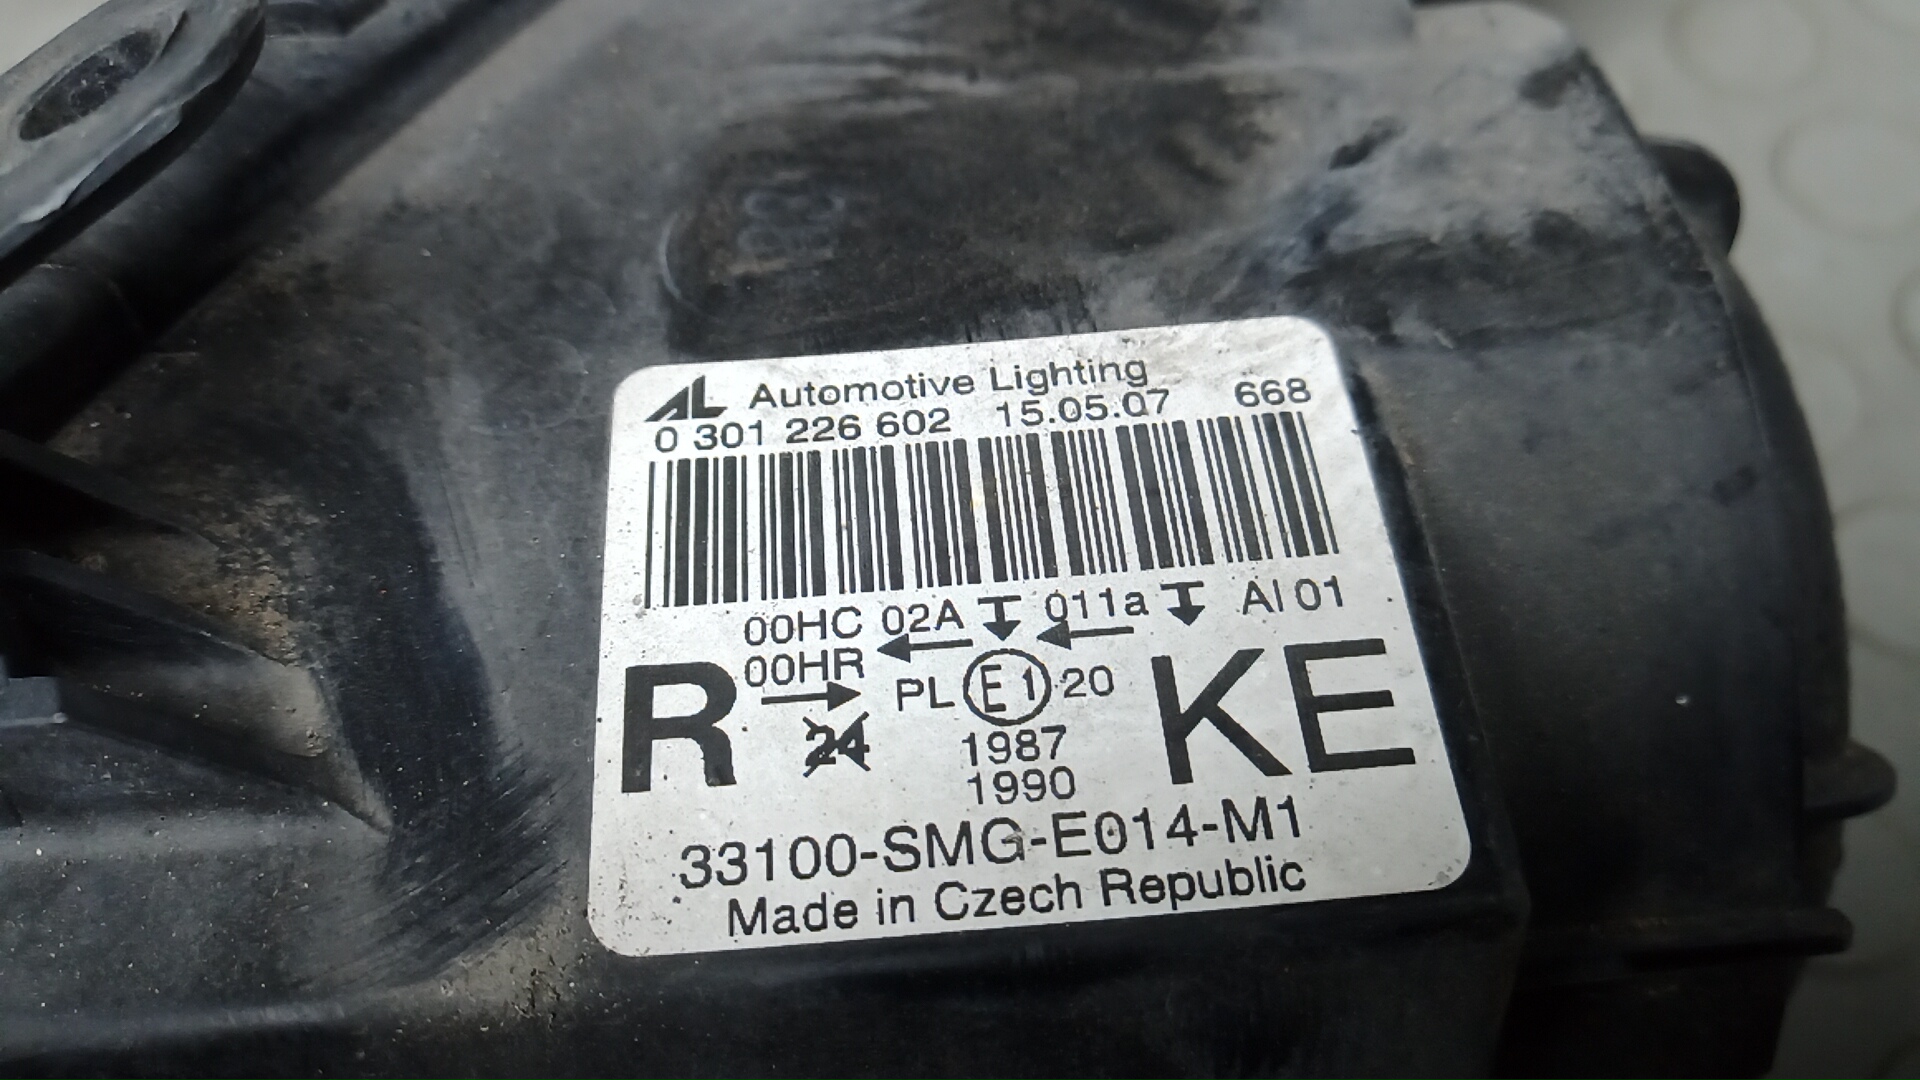 AL Automotive Lighting
0 301 226 602 15.05.07 668
00HC 02A 011a AI 01
00HR
R PL E1 20 KE
24 1987
1990
33100-SMG-E014-M1
Made in Czech Republic